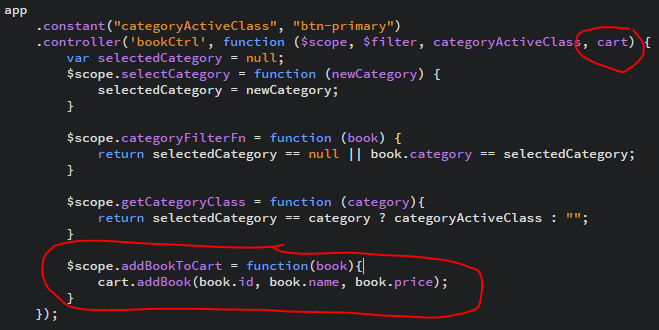 app
.constant("categoryActiveClass", "btn-primary")
.controller('bookCtrl', function ($scope, $filter, categoryActiveClass, cart) {
var selectedCategory = null;
$scope.selectCategory = function (newCategory) {
selectedCategory = newCategory;
}
$scope.categoryFilterFn = function (book) {
return selectedCategory == null || book.category == selectedCategory;
}
$scope.getCategoryClass = function (category){
return selectedCategory == category ? categoryActiveClass : "";
}
$scope.addBookToCart = function(book){
cart.addBook(book.id, book.name, book.price);
}
});